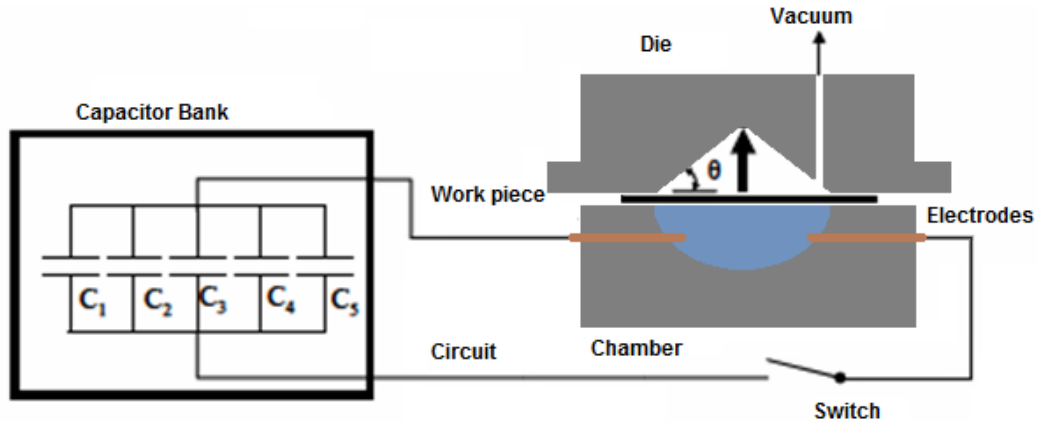 Vacuum
Die
Capacitor Bank
θ
Work piece
Electrodes
C₁ C₂ C₃ C₄ C₅
Circuit
Chamber
Switch